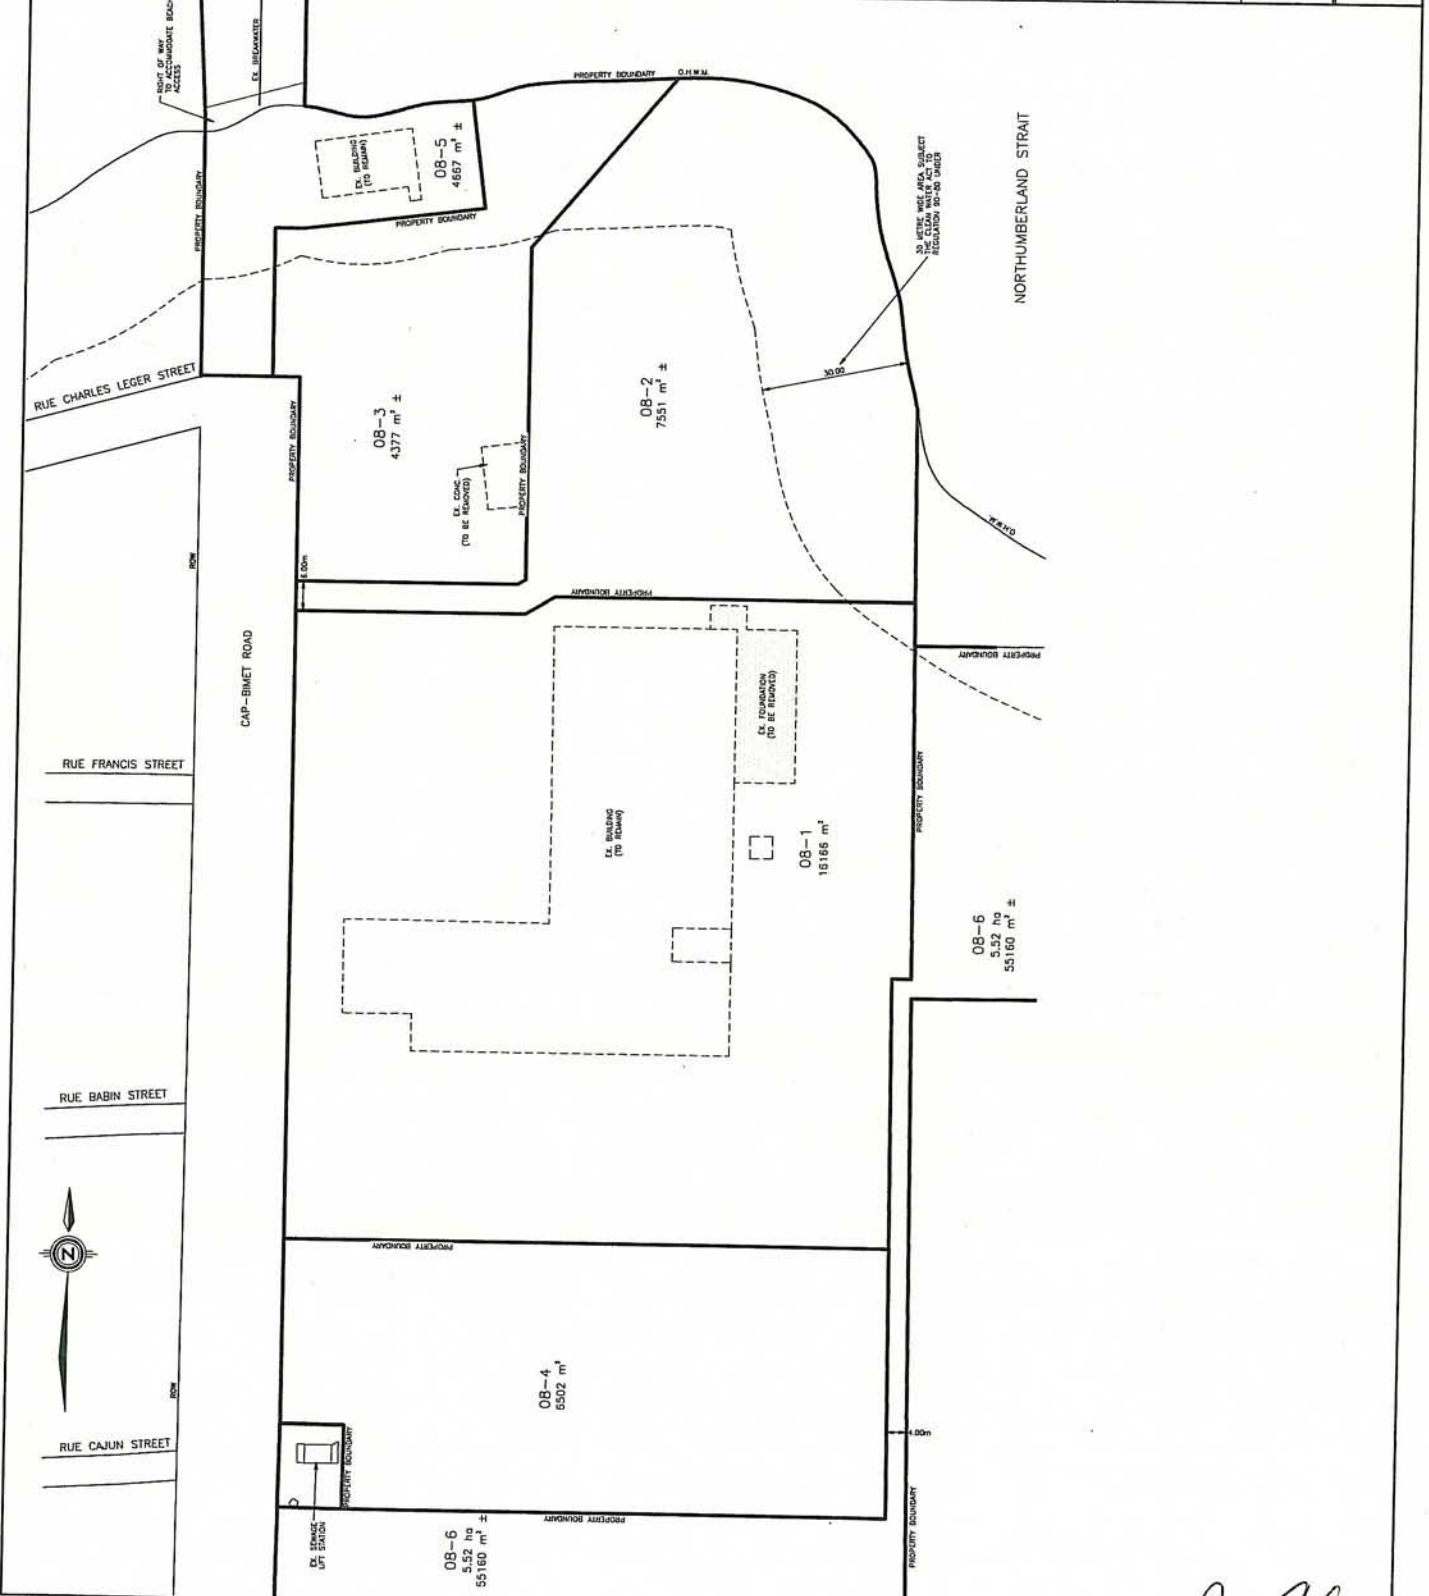 RIGHT OF WAY
TO ACCOMMODATE BEACH
ACCESS
EX. BREAKWATER
PROPERTY BOUNDARY
O.H.W.M.
PROPERTY BOUNDARY
EX. BUILDING
(TO REMAIN)
08-5
4667 m² ±
PROPERTY BOUNDARY
30 METRE WIDE AREA SUBJECT
THE CLEAN WATER ACT TO
REGULATION 90-80 UNDER
NORTHUMBERLAND STRAIT
RUE CHARLES LEGER STREET
30.00
PROPERTY BOUNDARY
08-3
4377 m² ±
08-2
7551 m² ±
EX. CONC.
(TO BE REMOVED)
PROPERTY BOUNDARY
O.H.W.M.
ROW
6.00m
PROPERTY BOUNDARY
CAP-BIMET ROAD
PROPERTY BOUNDARY
EX. FOUNDATION
(TO BE REMOVED)
RUE FRANCIS STREET
PROPERTY BOUNDARY
EX. BUILDING
(TO REMAIN)
08-1
16166 m²
08-6
5.52 ha
55160 m² ±
RUE BABIN STREET
N
PROPERTY BOUNDARY
ROW
08-4
6502 m²
RUE CAJUN STREET
4.00m
PROPERTY BOUNDARY
EX. SEWAGE
LIFT STATION
PROPERTY BOUNDARY
08-6
5.52 ha
55160 m² ±
PROPERTY BOUNDARY